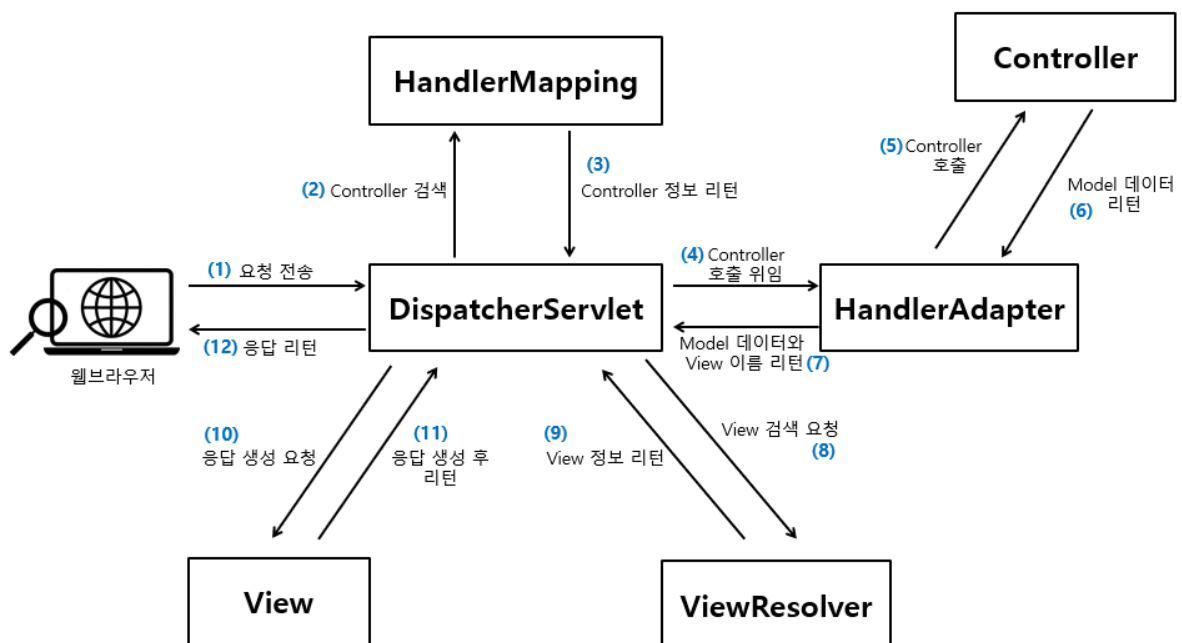 HandlerMapping
Controller
(2) Controller 검색
(3)
Controller 정보 리턴
(5) Controller
호출
Model 데이터
(6) 리턴
(1) 요청 전송
(4) Controller
호출 위임
DispatcherServlet
HandlerAdapter
(12) 응답 리턴
Model 데이터와
View 이름 리턴 (7)
웹브라우저
(10)
응답 생성 요청
(11)
응답 생성 후
리턴
(9)
View 정보 리턴
View 검색 요청
(8)
View
ViewResolver